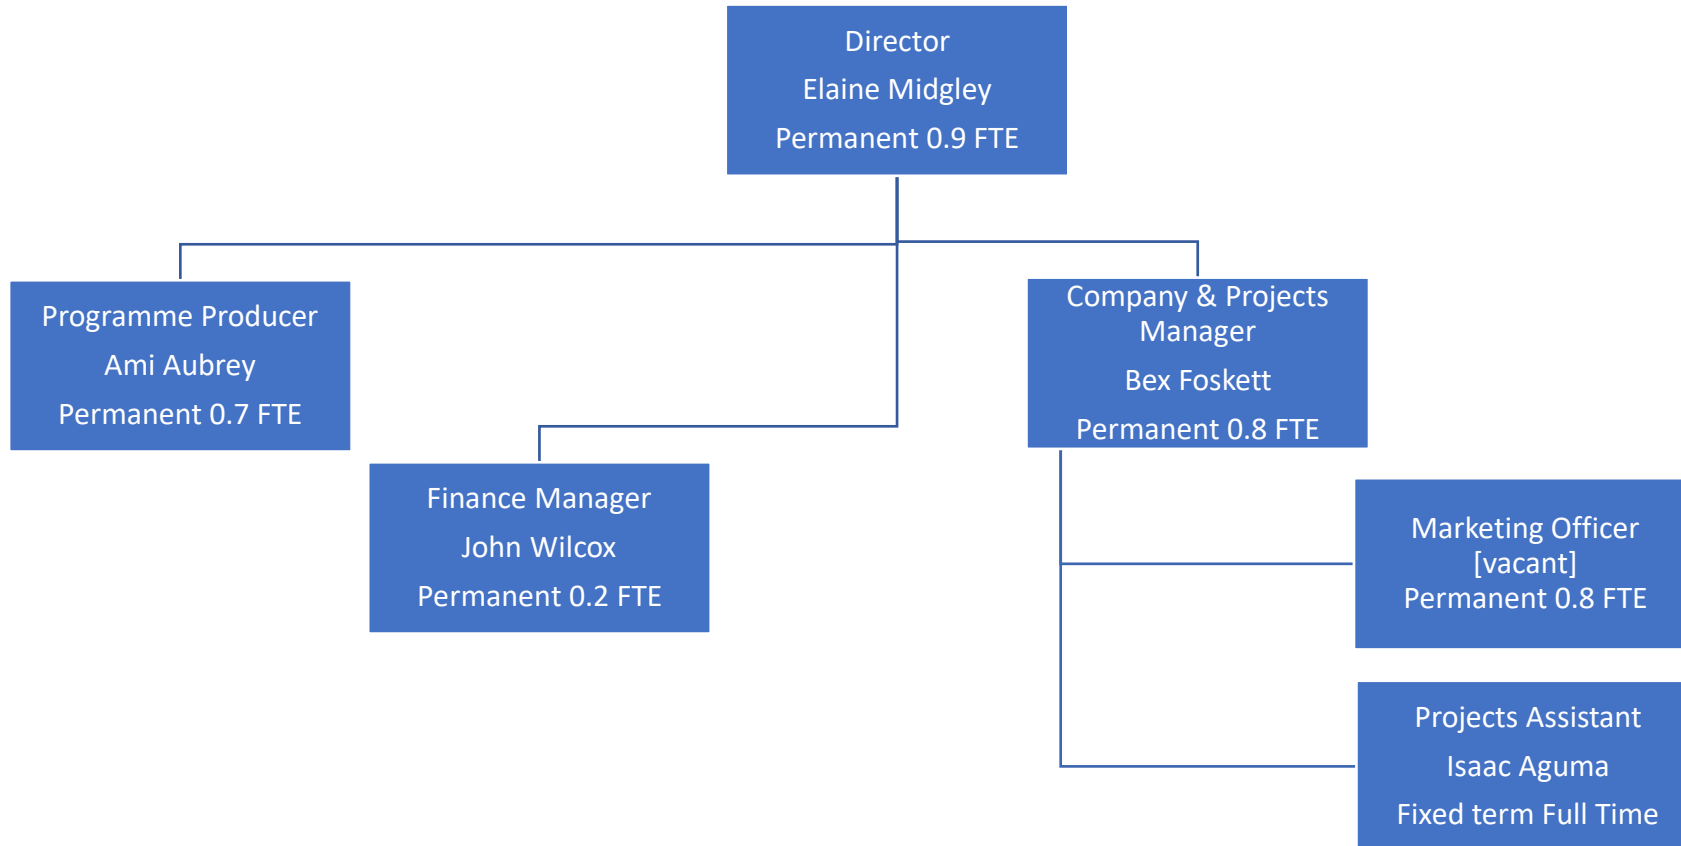 Director
Elaine Midgley
Permanent 0.9 FTE
Programme Producer
Ami Aubrey
Permanent 0.7 FTE
Finance Manager
John Wilcox
Permanent 0.2 FTE
Company & Projects
Manager
Bex Foskett
Permanent 0.8 FTE
Marketing Officer
[vacant]
Permanent 0.8 FTE
Projects Assistant
Isaac Aguma
Fixed term Full Time